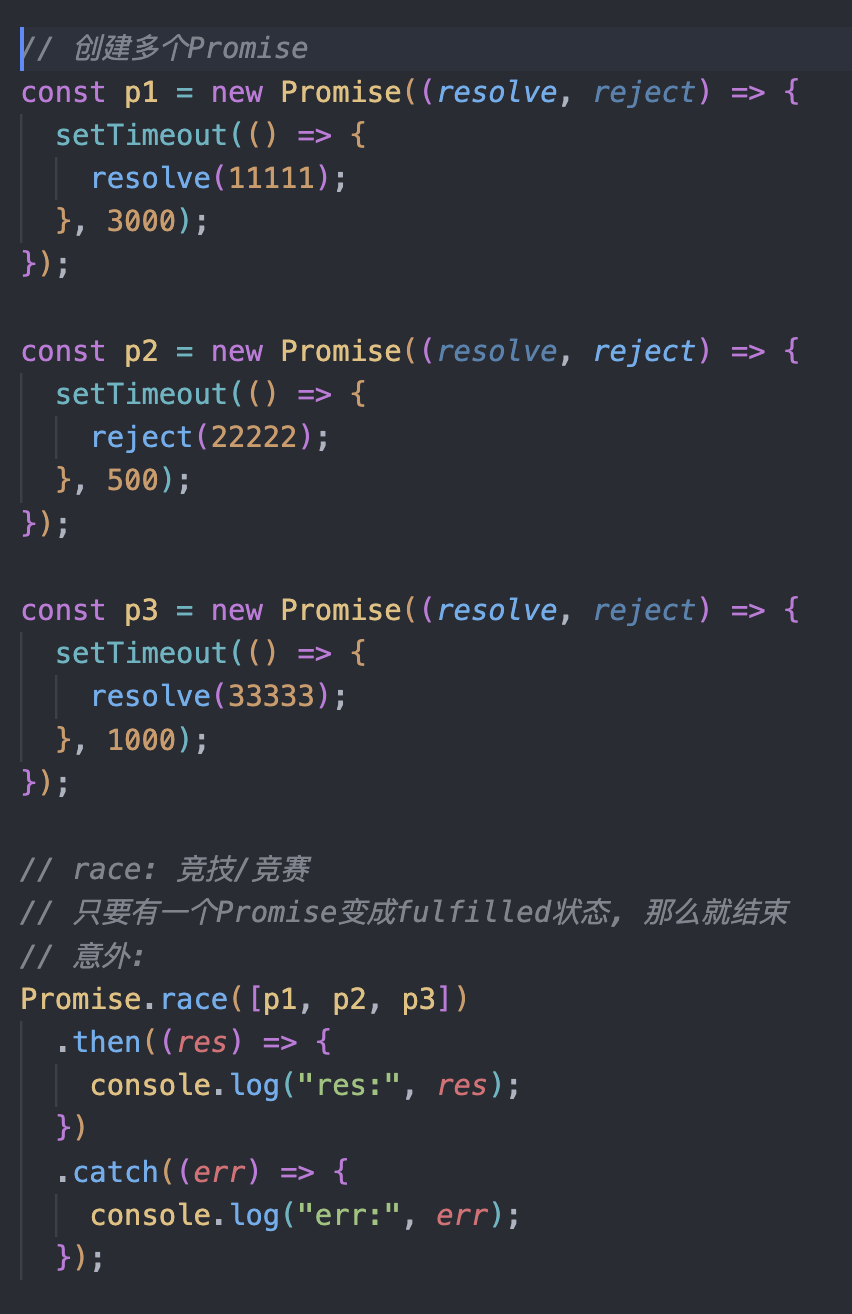 // 创建多个Promise
const p1 = new Promise((resolve, reject) => {
  setTimeout(() => {
    resolve(11111);
  }, 3000);
});

const p2 = new Promise((resolve, reject) => {
  setTimeout(() => {
    reject(22222);
  }, 500);
});

const p3 = new Promise((resolve, reject) => {
  setTimeout(() => {
    resolve(33333);
  }, 1000);
});

// race: 竞技/竞赛
// 只要有一个Promise变成fulfilled状态, 那么就结束
// 意外:
Promise.race([p1, p2, p3])
  .then((res) => {
    console.log("res:", res);
  })
  .catch((err) => {
    console.log("err:", err);
  });